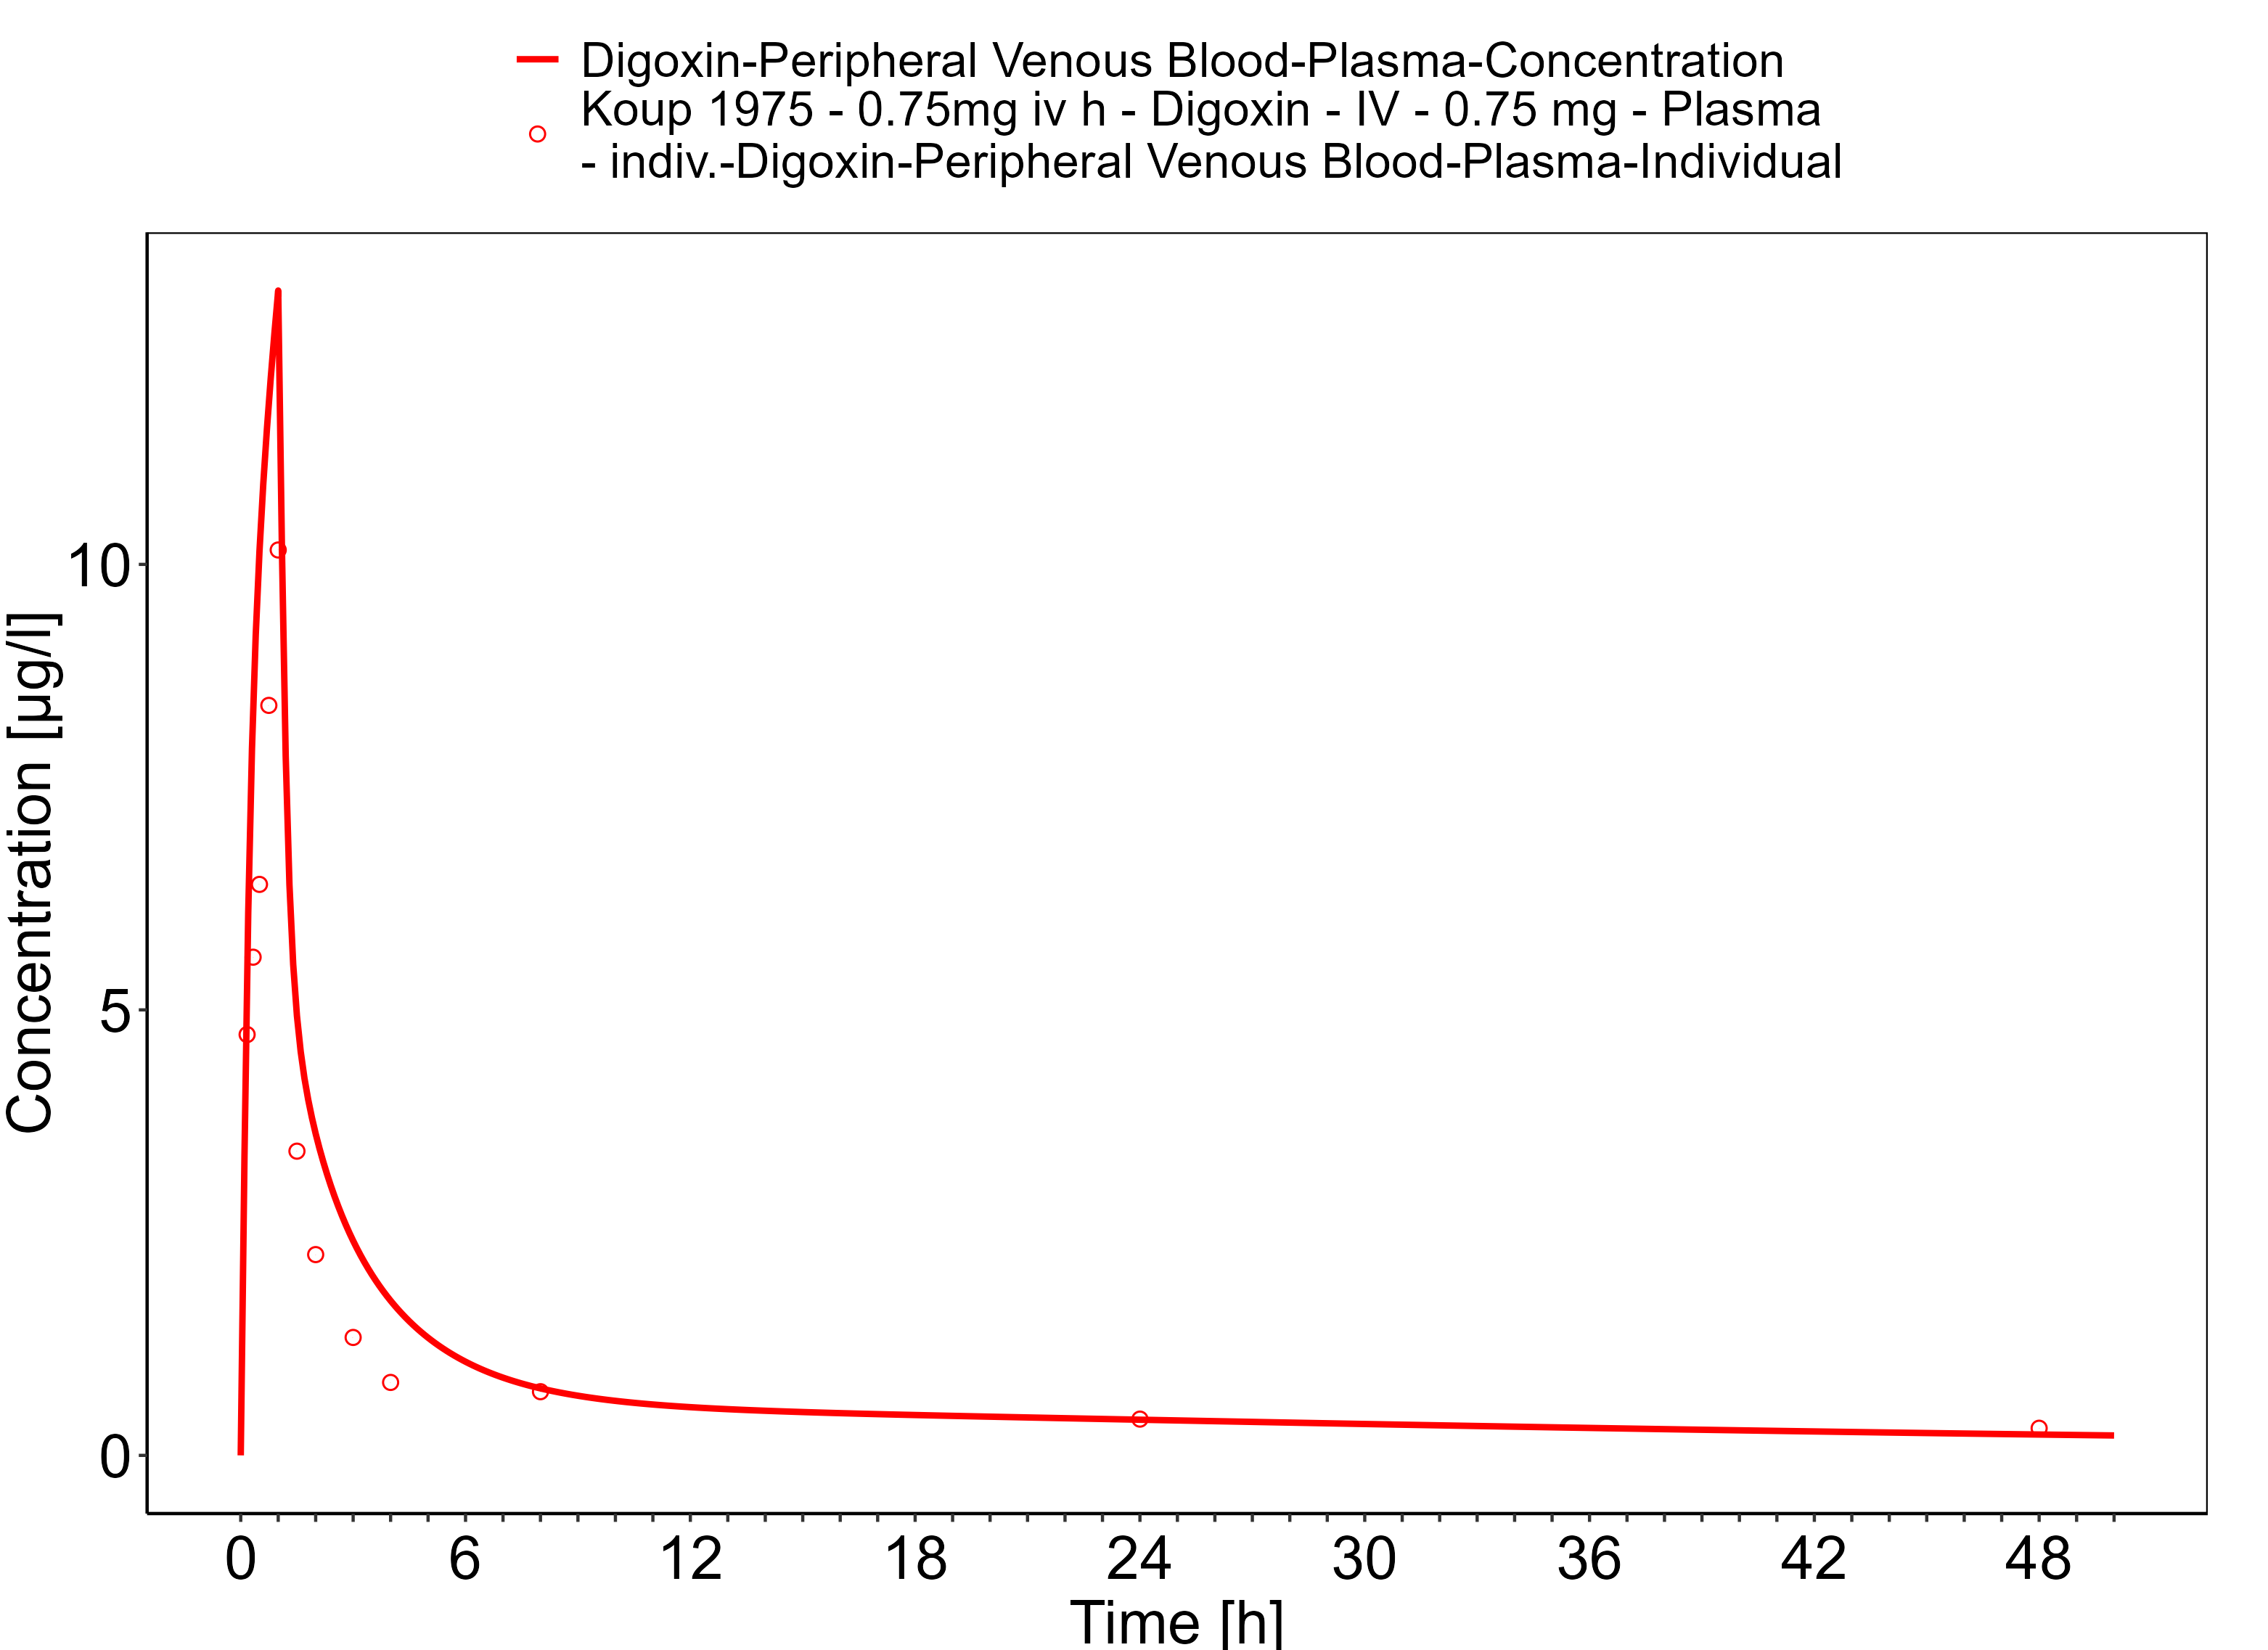 Digoxin-Peripheral Venous Blood-Plasma-Concentration
Koup 1975 - 0.75mg iv h - Digoxin - IV - 0.75 mg - Plasma
- indiv.-Digoxin-Peripheral Venous Blood-Plasma-Individual
Concentration [µg/l]
10
5
0
0 6 12 18 24 30 36 42 48
Time [h]